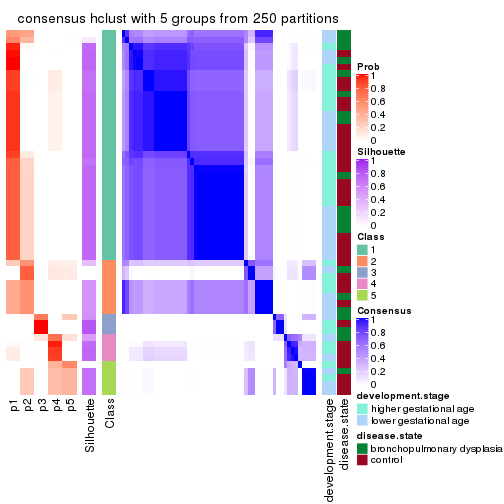 consensus hclust with 5 groups from 250 partitions
Prob
1
0.8
0.6
0.4
0.2
0
Silhouette
1
0.8
0.6
0.4
0.2
0
Class
1
2
3
4
5
Consensus
1
0.8
0.6
0.4
0.2
0
development.stage
higher gestational age
lower gestational age
disease.state
bronchopulmonary dysplasia
control
p1
p2
p3
p4
p5
Silhouette
Class
development.stage
disease.state